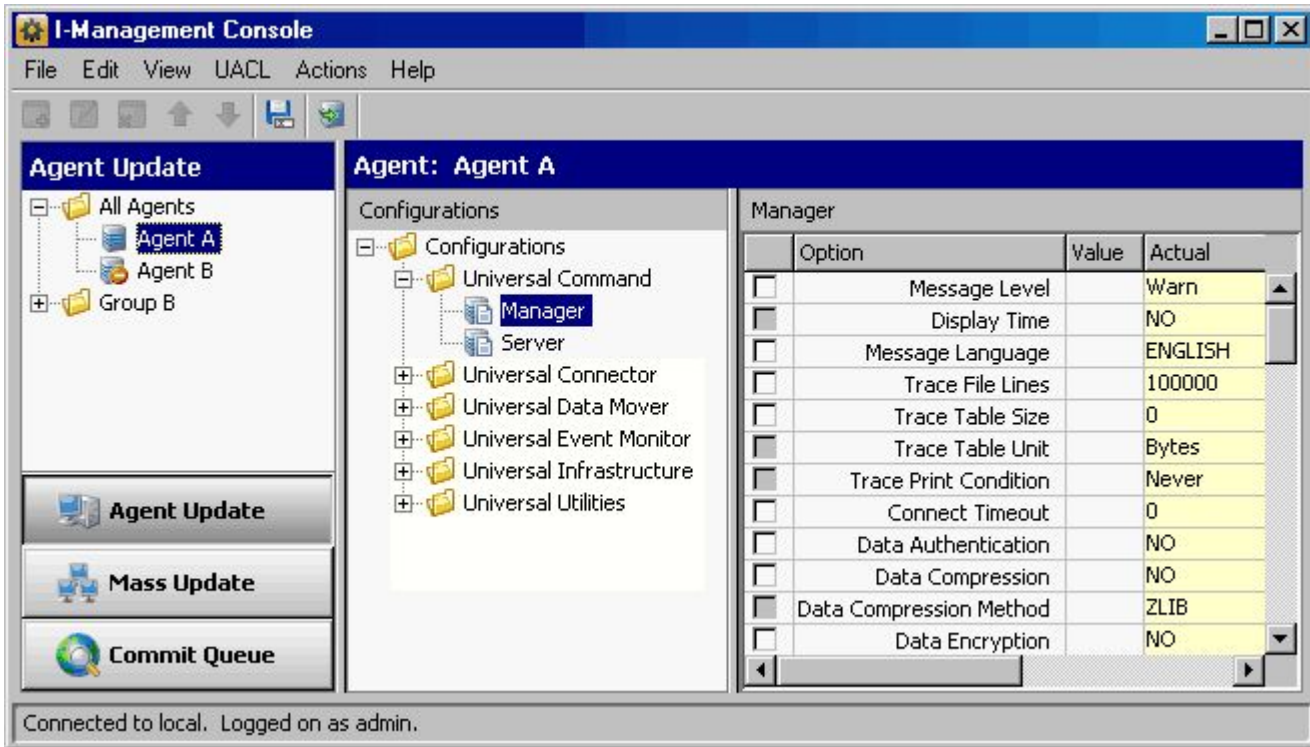 I-Management Console
File Edit View UACL Actions Help
Agent Update
All Agents
Agent A
Agent B
Group B
Agent Update
Mass Update
Commit Queue
Agent: Agent A
Configurations
Configurations
Universal Command
Manager
Server
Universal Connector
Universal Data Mover
Universal Event Monitor
Universal Infrastructure
Universal Utilities
Manager
Option Value Actual
Message Level Warn
Display Time NO
Message Language ENGLISH
Trace File Lines 100000
Trace Table Size 0
Trace Table Unit Bytes
Trace Print Condition Never
Connect Timeout 0
Data Authentication NO
Data Compression NO
Data Compression Method ZLIB
Data Encryption NO
Connected to local. Logged on as admin.